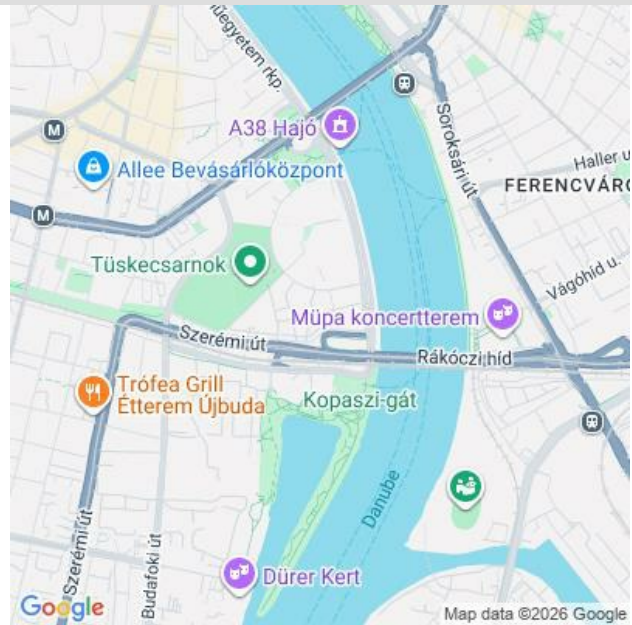 műegyetem rkp.
M
A38 Hajó
Soroksári út
Allee Bevásárlóközpont
Haller u
FERENCVÁRO
M
Tüskecsarnok
Vágóhíd u.
Müpa koncertterem
Szerémi út
Rákóczi híd
Trófea Grill
Étterem Újbuda
Kopaszi-gát
Danube
Szerémi út
Budafoki út
Dürer Kert
Google
Map data ©2026 Google